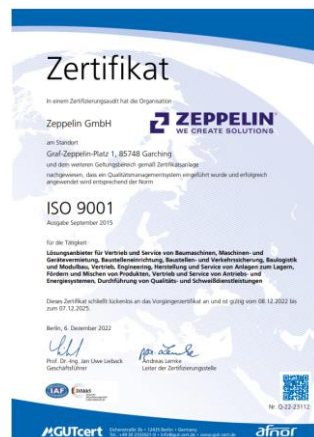 Zertifikat
In einem Zertifizierungsaudit hat die Organisation
Zeppelin GmbH
ZEPPELIN
WE CREATE SOLUTIONS
am Standort
Graf-Zeppelin-Platz 1, 85748 Garching
und dem weiteren Geltungsbereich gemäß Zertifikatsanlage
nachgewiesen, dass ein Qualitätsmanagementsystem eingeführt wurde und erfolgreich
angewendet wird entsprechend der Norm
ISO 9001
Ausgabe September 2015
für die Tätigkeit:
Lösungsanbieter für Vertrieb und Service von Baumaschinen, Maschinen- und
Gerätevermietung, Baustelleneinrichtung, Baustellen- und Verkehrssicherung, Baulogistik
und Modulbau, Vertrieb, Engineering, Herstellung und Service von Anlagen zum Lagern,
Fördern und Mischen von Produkten, Vertrieb und Service von Antriebs- und
Energiesystemen, Durchführung von Qualitäts- und Schweißdienstleistungen
Dieses Zertifikat schließt lückenlos an das Vorgängerzertifikat an und ist gültig vom 08.12.2022 bis
zum 07.12.2025.
Berlin, 6. Dezember 2022
Prof. Dr.-Ing. Jan Uwe Lieback
Geschäftsführer
Andreas Lemke
Leiter der Zertifizierungsstelle
IAF
DAkkS
Nr. Q-22-23112
GUTcert
afnor